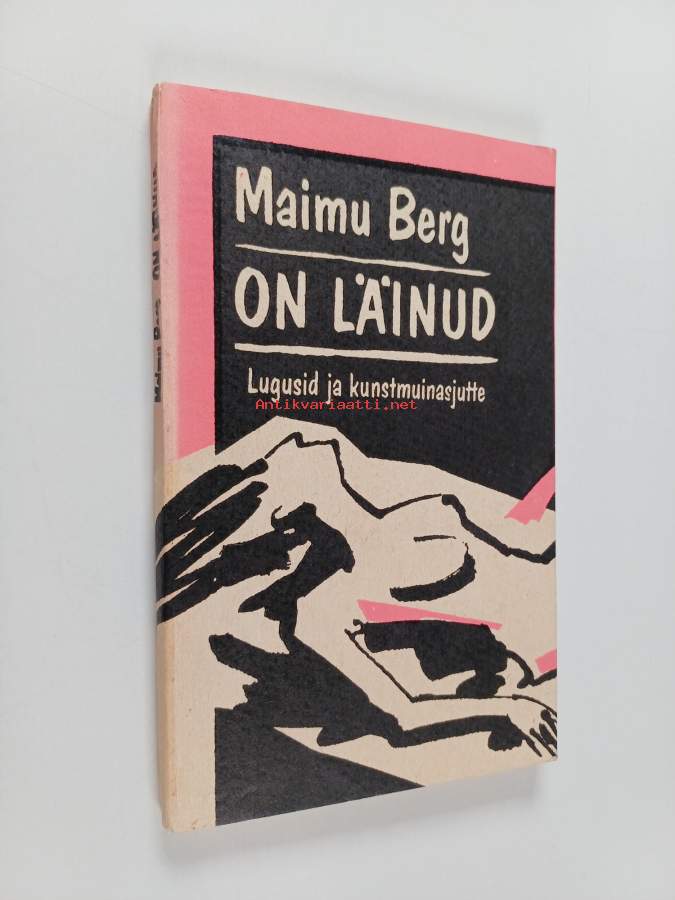 Maimu Berg
ON LÄINUD
Lugusid ja kunstmuinasjutte
Antikvariaatti.net
Maimu Berg ON LÄINUD